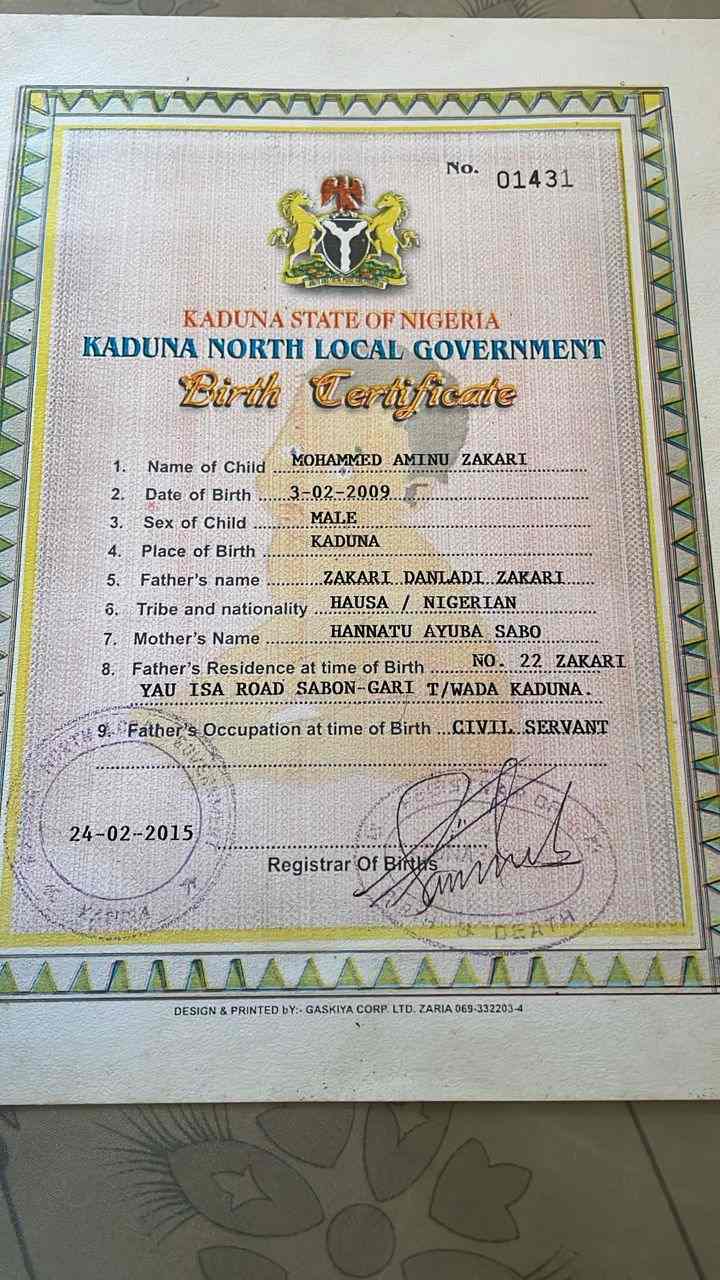 No. 01431
KADUNA STATE OF NIGERIA
KADUNA NORTH LOCAL GOVERNMENT
Birth Certificate
1. Name of Child ........ MOHAMMED AMINU ZAKARI
2. Date of Birth ........ 3-02-2009
3. Sex of Child ........ MALE
4. Place of Birth ........ KADUNA
5. Father's name ........ ZAKARI DANLADI ZAKARI
6. Tribe and nationality ........ HAUSA / NIGERIAN
7. Mother's Name ........ HANNATU AYUBA SABO
8. Father's Residence at time of Birth ........ NO. 22 ZAKARI
YAU ISA ROAD SABON-GARI T/WADA KADUNA.
9. Father's Occupation at time of Birth ... CIVIL SERVANT
24-02-2015
Registrar Of Births
& DEATH
DESIGN & PRINTED bY:- GASKIYA CORP. LTD. ZARIA 069-332203-4